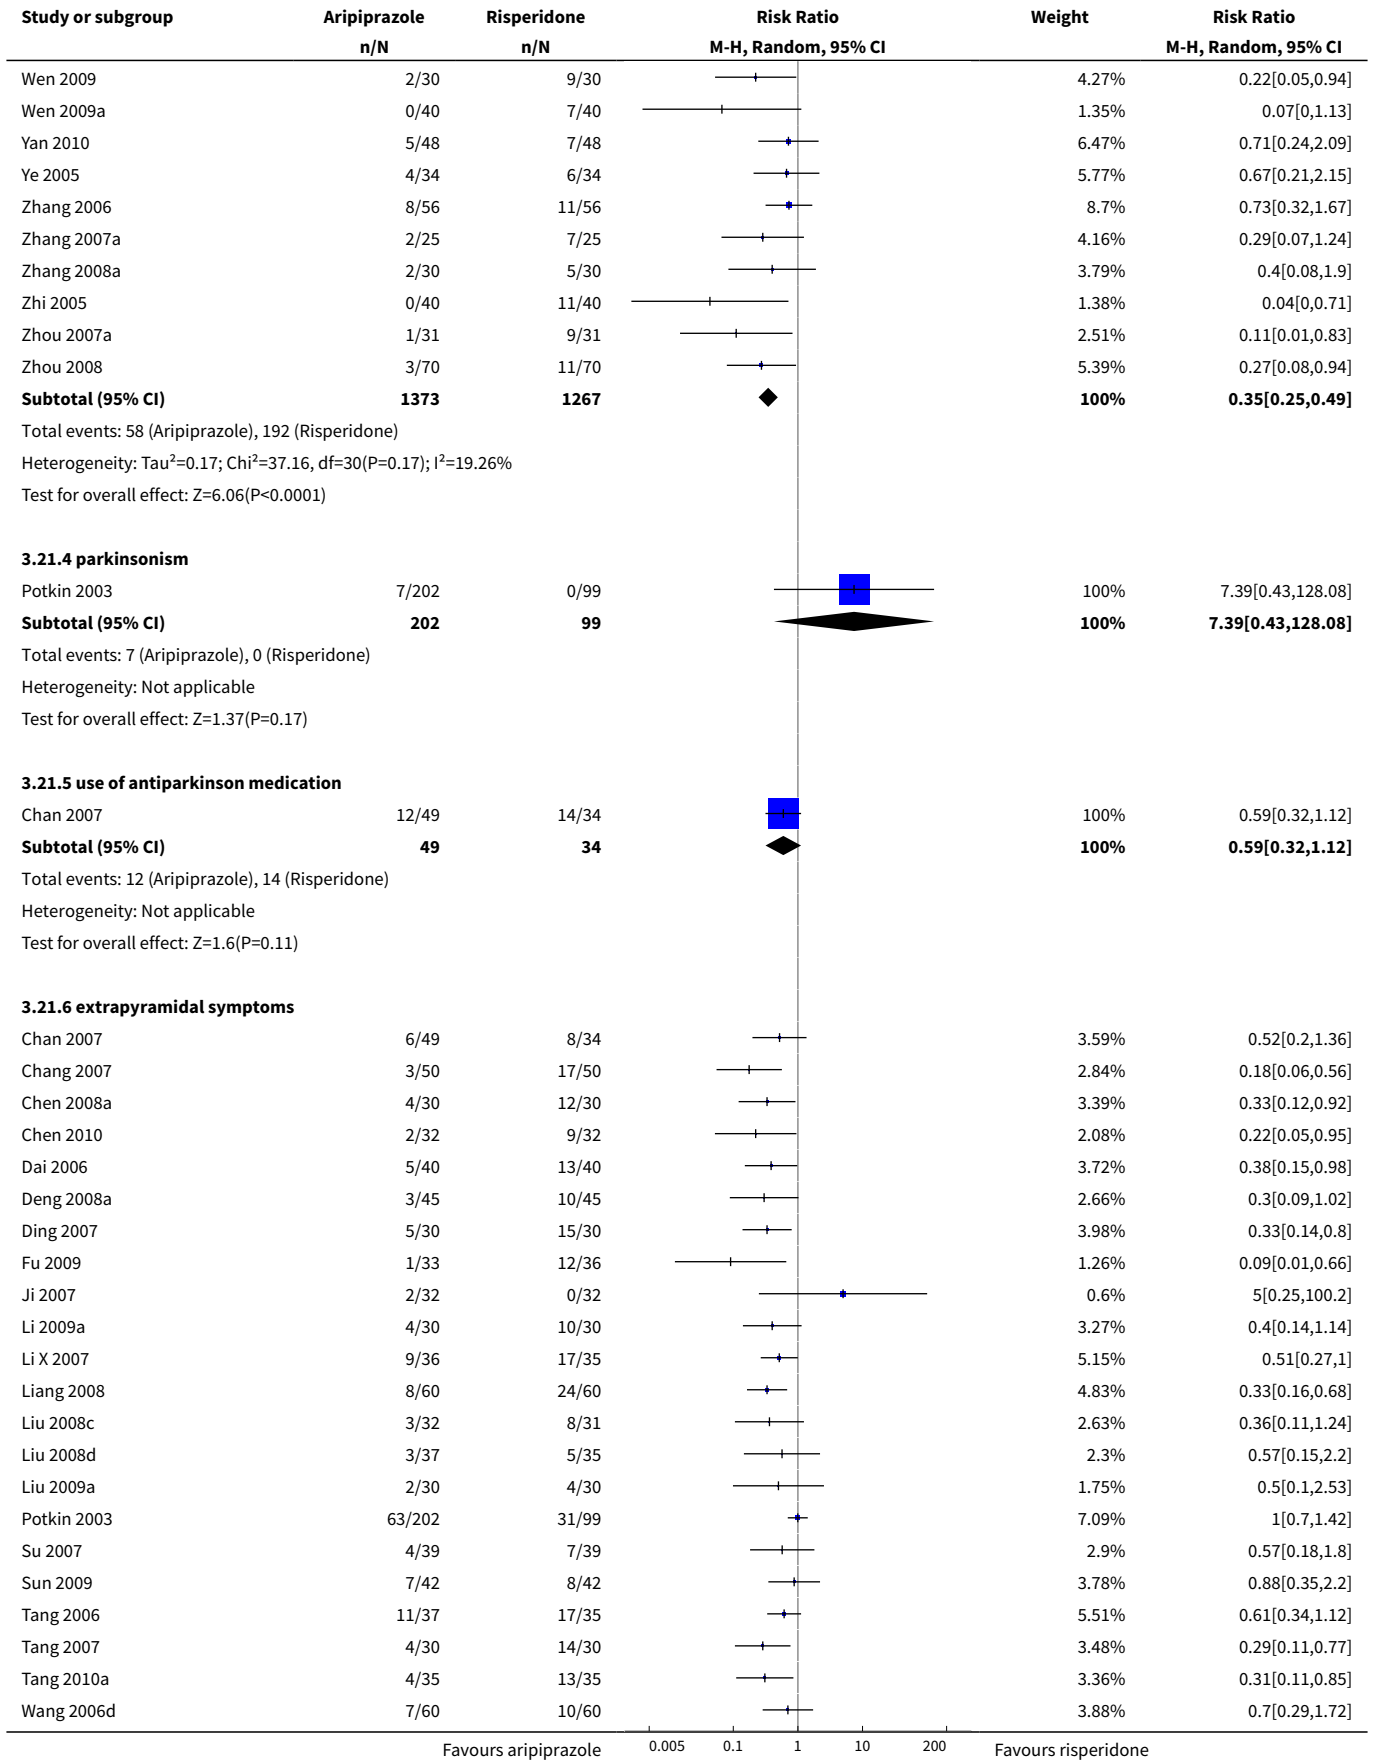 Study or subgroup Aripiprazole Risperidone Risk Ratio Weight Risk Ratio
n/N n/N M-H, Random, 95% CI M-H, Random, 95% CI
Wen 2009 2/30 9/30 4.27% 0.22[0.05,0.94]
Wen 2009a 0/40 7/40 1.35% 0.07[0,1.13]
Yan 2010 5/48 7/48 6.47% 0.71[0.24,2.09]
Ye 2005 4/34 6/34 5.77% 0.67[0.21,2.15]
Zhang 2006 8/56 11/56 8.7% 0.73[0.32,1.67]
Zhang 2007a 2/25 7/25 4.16% 0.29[0.07,1.24]
Zhang 2008a 2/30 5/30 3.79% 0.4[0.08,1.9]
Zhi 2005 0/40 11/40 1.38% 0.04[0,0.71]
Zhou 2007a 1/31 9/31 2.51% 0.11[0.01,0.83]
Zhou 2008 3/70 11/70 5.39% 0.27[0.08,0.94]
Subtotal (95% CI) 1373 1267 100% 0.35[0.25,0.49]
Total events: 58 (Aripiprazole), 192 (Risperidone)
Heterogeneity: Tau²=0.17; Chi²=37.16, df=30(P=0.17); I²=19.26%
Test for overall effect: Z=6.06(P<0.0001)
3.21.4 parkinsonism
Potkin 2003 7/202 0/99 100% 7.39[0.43,128.08]
Subtotal (95% CI) 202 99 100% 7.39[0.43,128.08]
Total events: 7 (Aripiprazole), 0 (Risperidone)
Heterogeneity: Not applicable
Test for overall effect: Z=1.37(P=0.17)
3.21.5 use of antiparkinson medication
Chan 2007 12/49 14/34 100% 0.59[0.32,1.12]
Subtotal (95% CI) 49 34 100% 0.59[0.32,1.12]
Total events: 12 (Aripiprazole), 14 (Risperidone)
Heterogeneity: Not applicable
Test for overall effect: Z=1.6(P=0.11)
3.21.6 extrapyramidal symptoms
Chan 2007 6/49 8/34 3.59% 0.52[0.2,1.36]
Chang 2007 3/50 17/50 2.84% 0.18[0.06,0.56]
Chen 2008a 4/30 12/30 3.39% 0.33[0.12,0.92]
Chen 2010 2/32 9/32 2.08% 0.22[0.05,0.95]
Dai 2006 5/40 13/40 3.72% 0.38[0.15,0.98]
Deng 2008a 3/45 10/45 2.66% 0.3[0.09,1.02]
Ding 2007 5/30 15/30 3.98% 0.33[0.14,0.8]
Fu 2009 1/33 12/36 1.26% 0.09[0.01,0.66]
Ji 2007 2/32 0/32 0.6% 5[0.25,100.2]
Li 2009a 4/30 10/30 3.27% 0.4[0.14,1.14]
Li X 2007 9/36 17/35 5.15% 0.51[0.27,1]
Liang 2008 8/60 24/60 4.83% 0.33[0.16,0.68]
Liu 2008c 3/32 8/31 2.63% 0.36[0.11,1.24]
Liu 2008d 3/37 5/35 2.3% 0.57[0.15,2.2]
Liu 2009a 2/30 4/30 1.75% 0.5[0.1,2.53]
Potkin 2003 63/202 31/99 7.09% 1[0.7,1.42]
Su 2007 4/39 7/39 2.9% 0.57[0.18,1.8]
Sun 2009 7/42 8/42 3.78% 0.88[0.35,2.2]
Tang 2006 11/37 17/35 5.51% 0.61[0.34,1.12]
Tang 2007 4/30 14/30 3.48% 0.29[0.11,0.77]
Tang 2010a 4/35 13/35 3.36% 0.31[0.11,0.85]
Wang 2006d 7/60 10/60 3.88% 0.7[0.29,1.72]
Favours aripiprazole 0.005 0.1 1 10 200 Favours risperidone